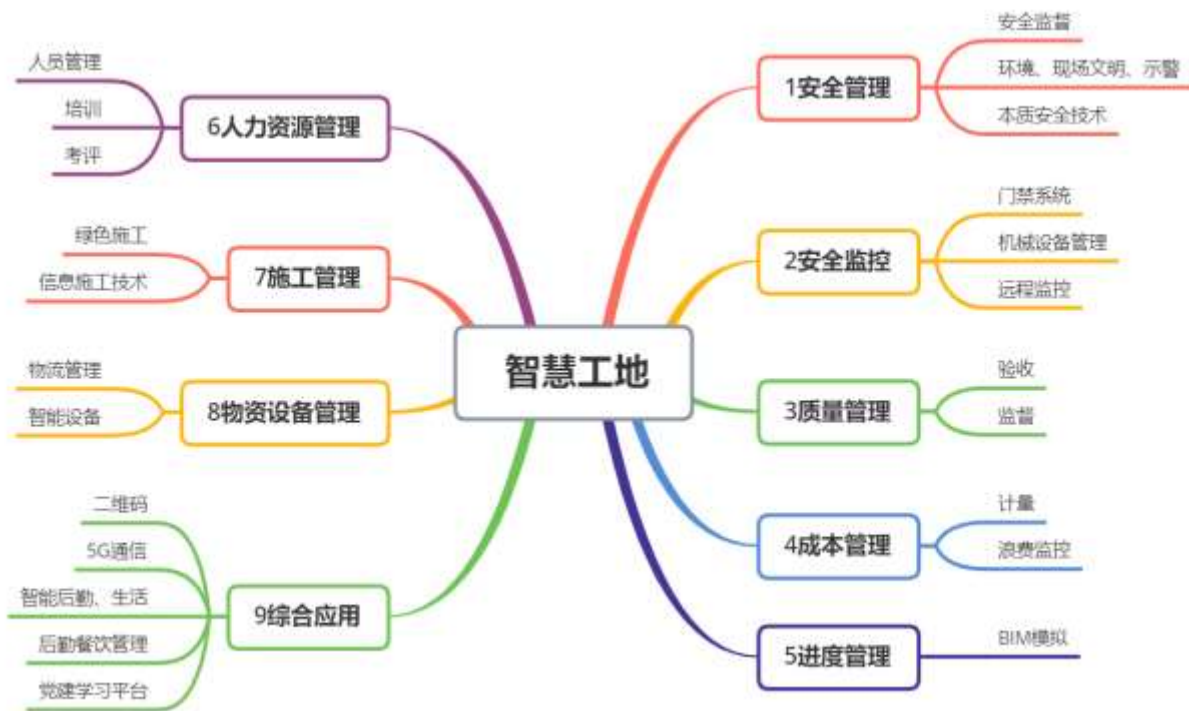 智慧工地
1安全管理
安全监督
环境、现场文明、示警
本质安全技术
2安全监控
门禁系统
机械设备管理
远程监控
3质量管理
验收
监督
4成本管理
计量
浪费监控
5进度管理
BIM模拟
6人力资源管理
人员管理
培训
考评
7施工管理
绿色施工
信息施工技术
8物资设备管理
物流管理
智能设备
9综合应用
二维码
5G通信
智能后勤、生活
后勤餐饮管理
党建学习平台